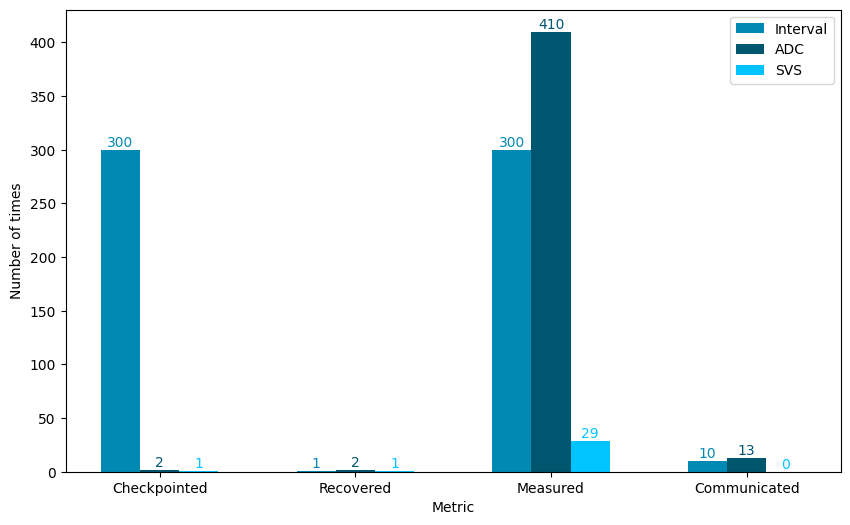 Interval
ADC
SVS
Number of times
400
350
300
250
200
150
100
50
0
300
2
1
1
2
1
300
410
29
10
13
0
Checkpointed
Recovered
Measured
Communicated
Metric